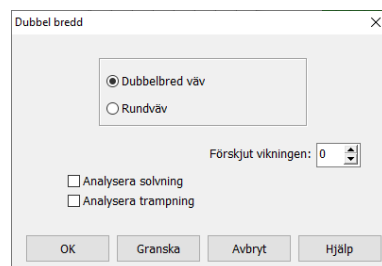 Dubbel bredd
Dubbelbred väv
Rundväv
Förskjut vikningen: 0
Analysera solvning
Analysera trampning
OK Granska Avbryt Hjälp